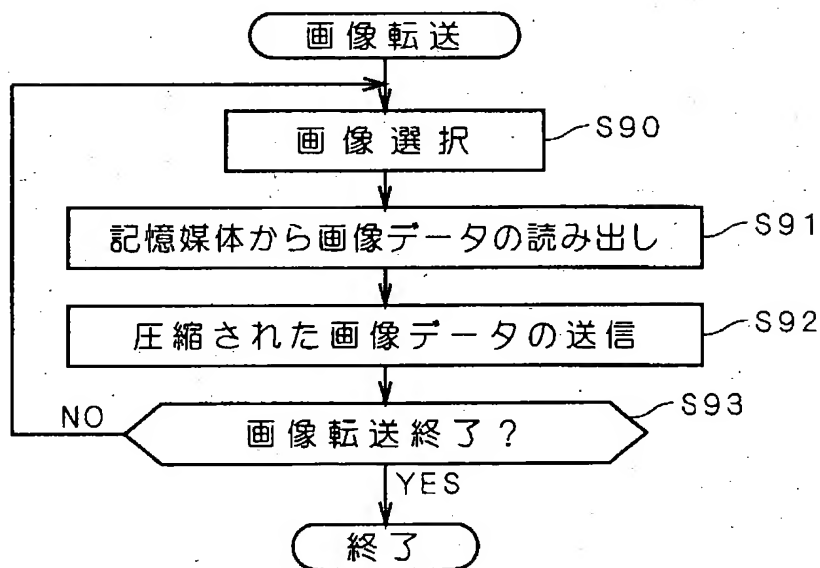 画像転送
画像選択
S90
記憶媒体から画像データの読み出し
S91
圧縮された画像データの送信
S92
画像転送終了?
S93
NO
YES
終了